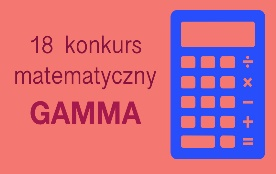 18 konkurs
matematyczny
GAMMA
÷
×
−
+
=